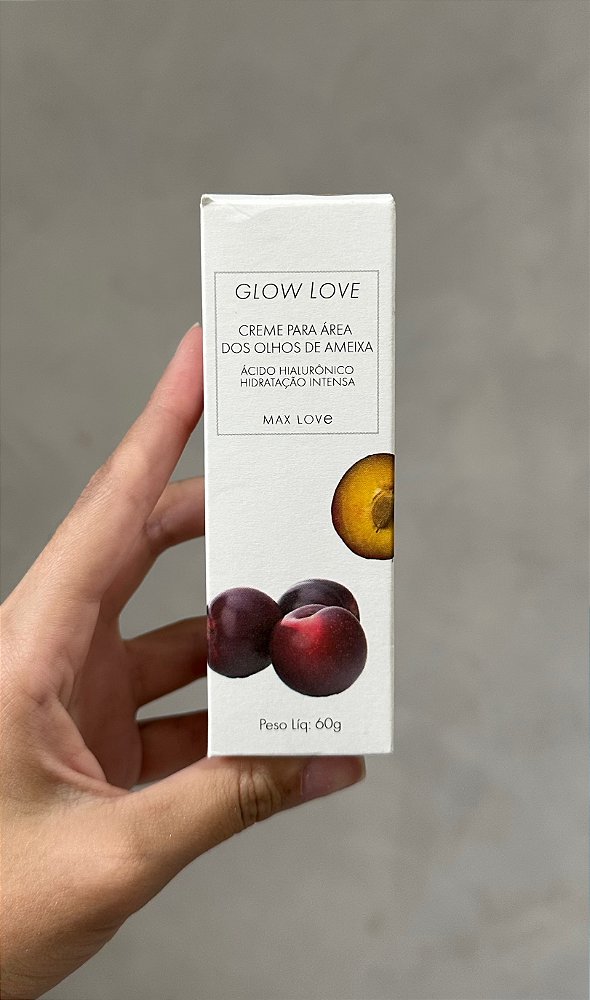 GLOW LOVE
CREME PARA ÁREA
DOS OLHOS DE AMEIXA
ÁCIDO HIALURÔNICO
HIDRATAÇÃO INTENSA
MAX LOVe
Peso Líq: 60g